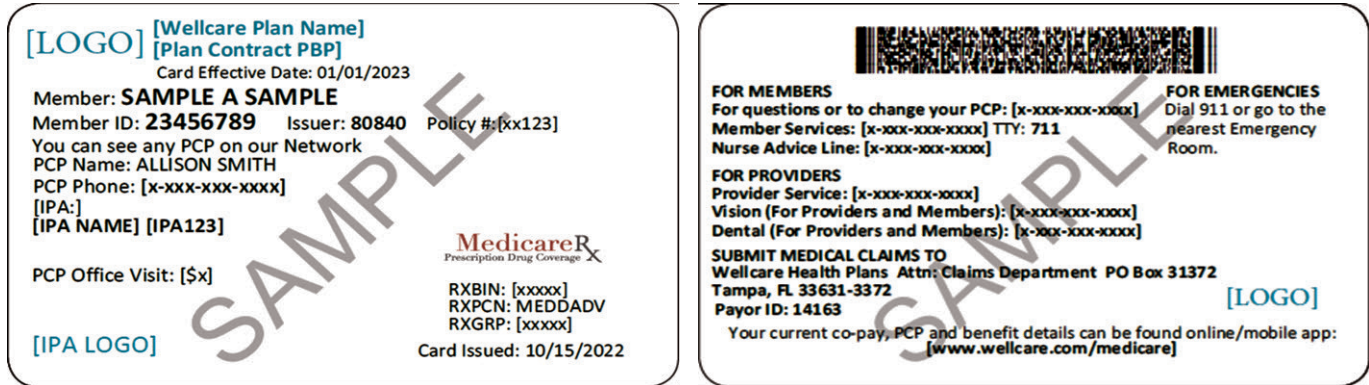 [LOGO] [Wellcare Plan Name]
[Plan Contract PBP]
Card Effective Date: 01/01/2023
Member: SAMPLE A SAMPLE
Member ID: 23456789 Issuer: 80840 Policy #:[xx123]
You can see any PCP on our Network
PCP Name: ALLISON SMITH
PCP Phone: [x-xxx-xxx-xxxx]
[IPA:]
[IPA NAME] [IPA123]
PCP Office Visit: [$x]
[IPA LOGO]
MedicareRx
Prescription Drug Coverage
RXBIN: [xxxxx]
RXPCN: MEDDADV
RXGRP: [xxxxx]
Card Issued: 10/15/2022
SAMPLE
FOR MEMBERS
For questions or to change your PCP: [x-xxx-xxx-xxxx]
Member Services: [x-xxx-xxx-xxxx] TTY: 711
Nurse Advice Line: [x-xxx-xxx-xxxx]
FOR EMERGENCIES
Dial 911 or go to the
nearest Emergency
Room.
FOR PROVIDERS
Provider Service: [x-xxx-xxx-xxxx]
Vision (For Providers and Members): [x-xxx-xxx-xxxx]
Dental (For Providers and Members): [x-xxx-xxx-xxxx]
SUBMIT MEDICAL CLAIMS TO
Wellcare Health Plans Attn: Claims Department PO Box 31372
Tampa, FL 33631-3372
Payor ID: 14163
[LOGO]
Your current co-pay, PCP and benefit details can be found online/mobile app:
[www.wellcare.com/medicare]
SAMPLE